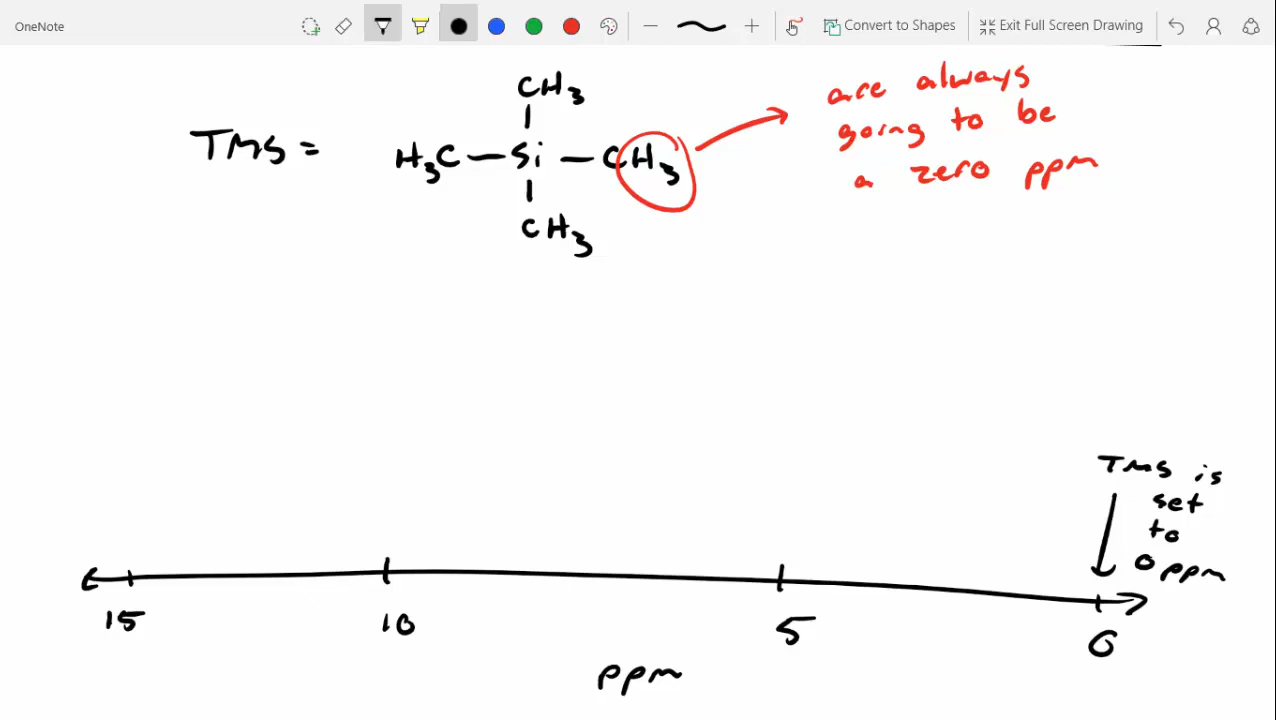 OneNote
Convert to Shapes
Exit Full Screen Drawing
CH3
TMS = H3C — Si — CH3
CH3
are always
going to be
a zero ppm
TMS is
set
to
0 ppm
15 10 5 0
ppm